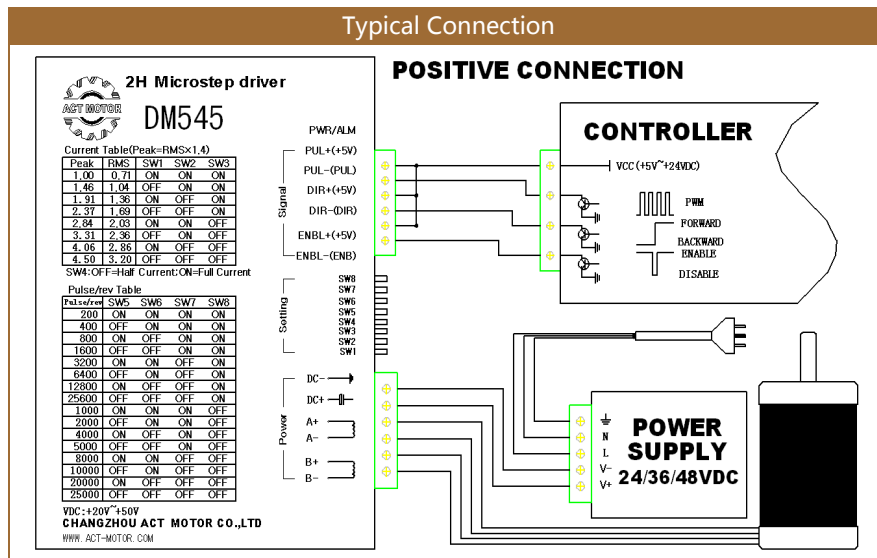 Typical Connection
POSITIVE CONNECTION
ACT MOTOR
2H Microstep driver
DM545
Current Table(Peak=RMS×1.4)
Peak RMS SW1 SW2 SW3
1.00 0.71 ON ON ON
1.46 1.04 OFF ON ON
1.91 1.36 ON OFF ON
2.37 1.69 OFF OFF ON
2.84 2.03 ON ON OFF
3.31 2.36 OFF ON OFF
4.06 2.86 ON OFF OFF
4.50 3.20 OFF OFF OFF
SW4:OFF=Half Current;ON=Full Current
Pulse/rev Table
Pulse/rev SW5 SW6 SW7 SW8
200 ON ON ON ON
400 OFF ON ON ON
800 ON OFF ON ON
1600 OFF OFF ON ON
3200 ON ON OFF ON
6400 OFF ON OFF ON
12800 ON OFF OFF ON
25600 OFF OFF OFF ON
1000 ON ON ON OFF
2000 OFF ON ON OFF
4000 ON OFF ON OFF
5000 OFF OFF ON OFF
8000 ON ON OFF OFF
10000 OFF ON OFF OFF
20000 ON OFF OFF OFF
25000 OFF OFF OFF OFF
VDC:+20V~+50V
CHANGZHOU ACT MOTOR CO.,LTD
WWW.ACT-MOTOR.COM
PWR/ALM
Signal
PUL+(+5V)
PUL-(PUL)
DIR+(+5V)
DIR-(DIR)
ENBL+(+5V)
ENBL-(ENB)
Sotting
SW8
SW7
SW6
SW5
SW4
SW3
SW2
SW1
Power
DC-
DC+
A+
A-
B+
B-
CONTROLLER
VCC(+5V~+24VDC)
PWM
FORWARD
BACKWARD
ENABLE
DISABLE
N
L
V-
V+
POWER
SUPPLY
24/36/48VDC